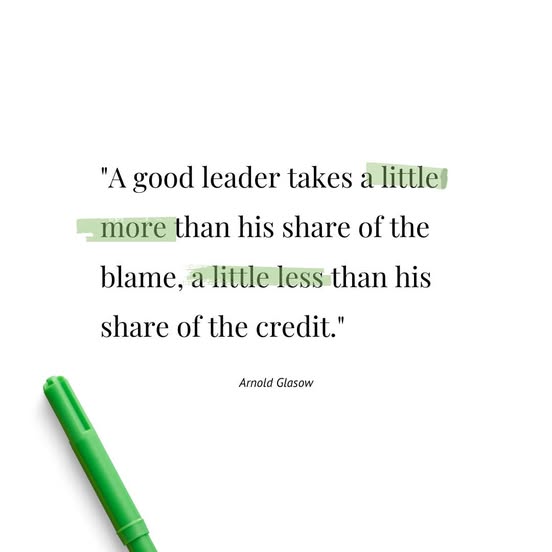 "A good leader takes a little
more than his share of the
blame, a little less than his
share of the credit."
Arnold Glasow